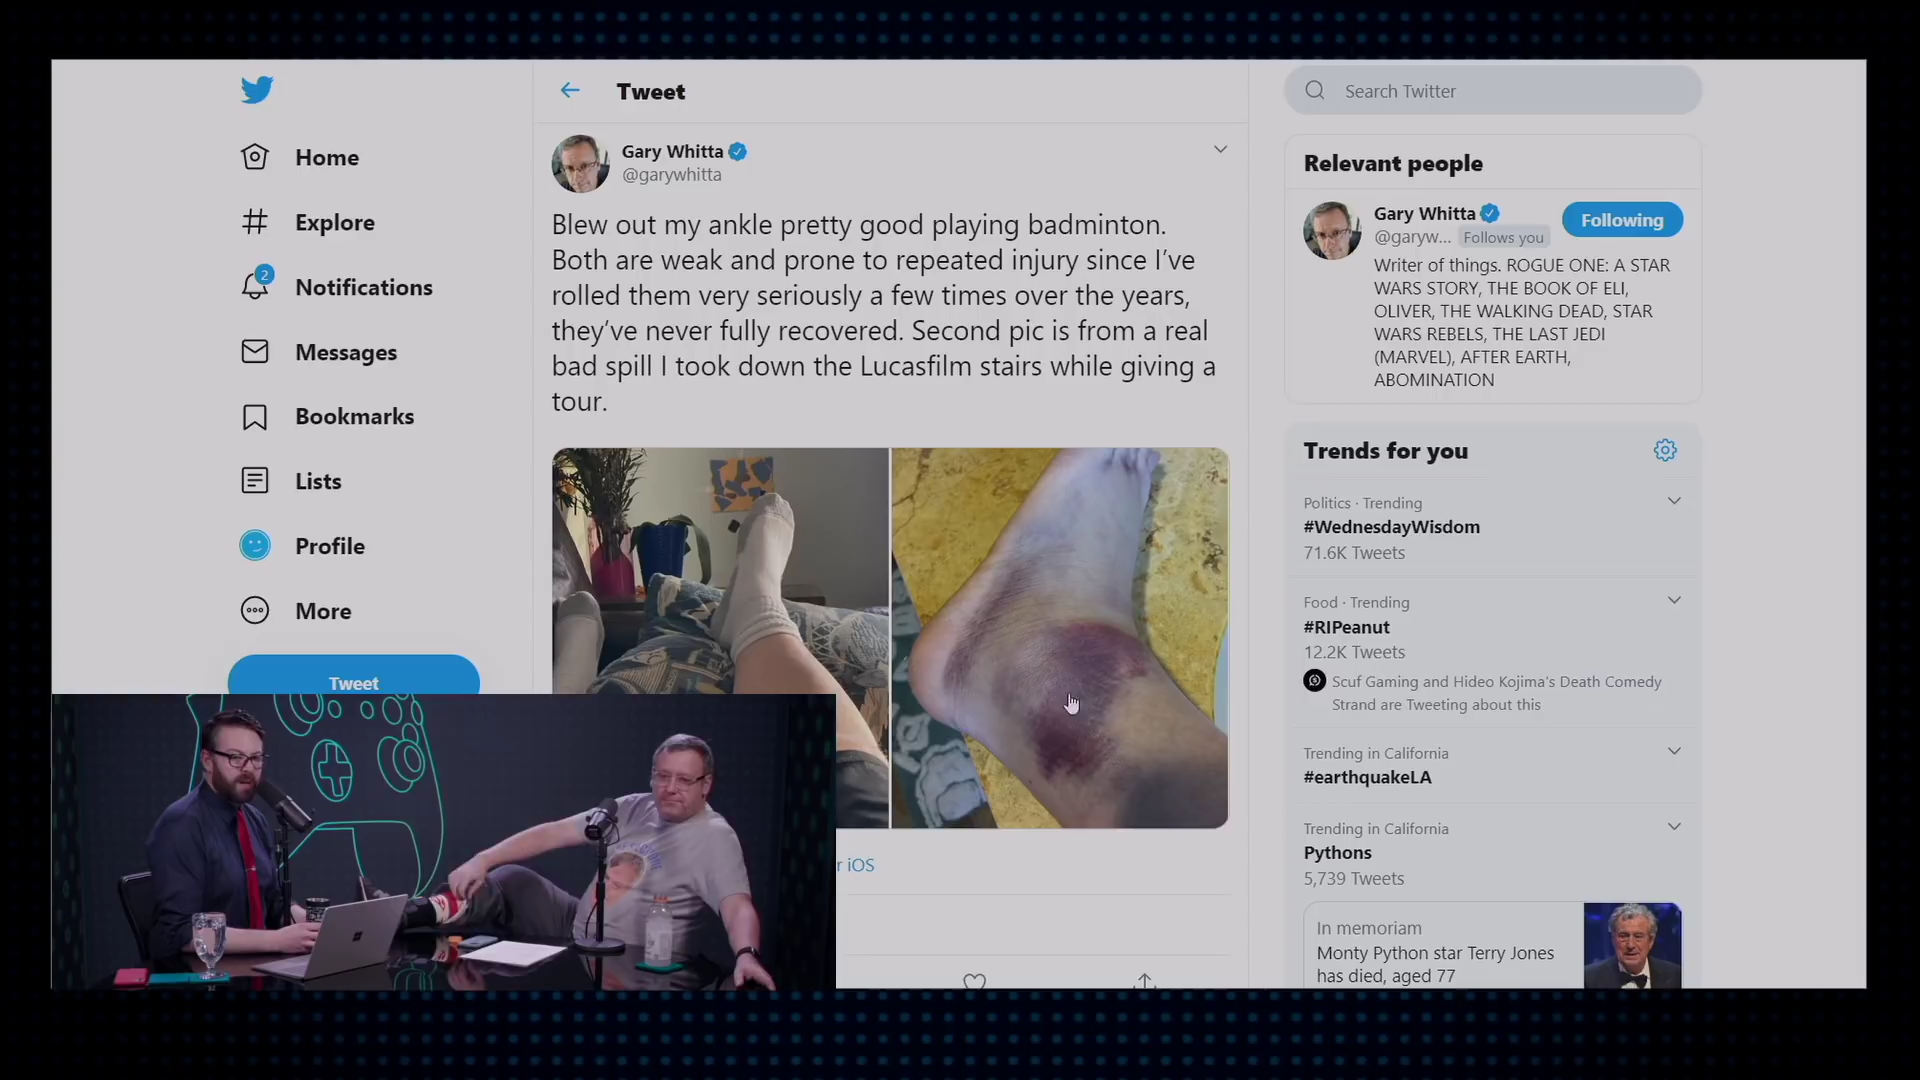 Home
Explore
2
Notifications
Messages
Bookmarks
Lists
Profile
More
Tweet
Tweet
Gary Whitta
@garywhitta
Blew out my ankle pretty good playing badminton.
Both are weak and prone to repeated injury since I've
rolled them very seriously a few times over the years,
they've never fully recovered. Second pic is from a real
bad spill I took down the Lucasfilm stairs while giving a
tour.
r iOS
Search Twitter
Relevant people
Gary Whitta
@garyw... Follows you
Following
Writer of things. ROGUE ONE: A STAR
WARS STORY, THE BOOK OF ELI,
OLIVER, THE WALKING DEAD, STAR
WARS REBELS, THE LAST JEDI
(MARVEL), AFTER EARTH,
ABOMINATION
Trends for you
Politics · Trending
#WednesdayWisdom
71.6K Tweets
Food · Trending
#RIPeanut
12.2K Tweets
Scuf Gaming and Hideo Kojima's Death Comedy
Strand are Tweeting about this
Trending in California
#earthquakeLA
Trending in California
Pythons
5,739 Tweets
In memoriam
Monty Python star Terry Jones
has died, aged 77